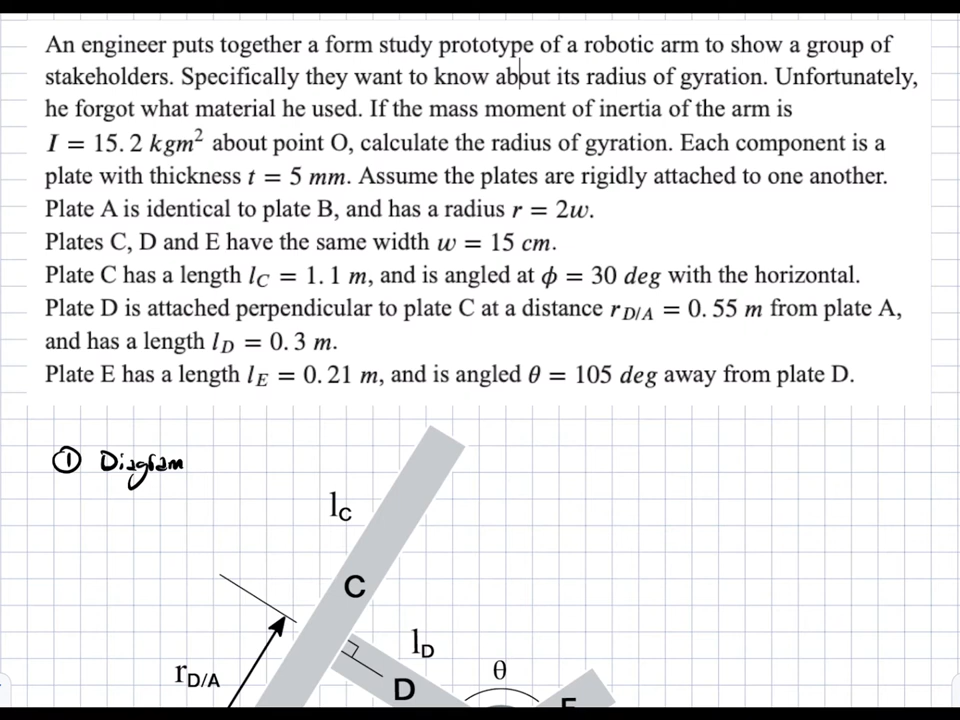 An engineer puts together a form study prototype of a robotic arm to show a group of
stakeholders. Specifically they want to know about its radius of gyration. Unfortunately,
he forgot what material he used. If the mass moment of inertia of the arm is
I = 15.2 kgm² about point O, calculate the radius of gyration. Each component is a
plate with thickness t = 5 mm. Assume the plates are rigidly attached to one another.
Plate A is identical to plate B, and has a radius r = 2w.
Plates C, D and E have the same width w = 15 cm.
Plate C has a length l_C = 1.1 m, and is angled at ϕ = 30 deg with the horizontal.
Plate D is attached perpendicular to plate C at a distance r_D/A = 0.55 m from plate A,
and has a length l_D = 0.3 m.
Plate E has a length l_E = 0.21 m, and is angled θ = 105 deg away from plate D.
① Diagram
l_C
C
l_D
θ
r_D/A
D